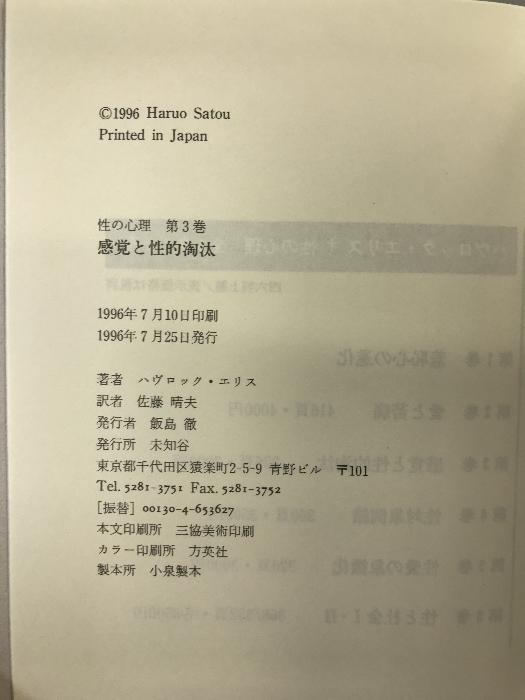 ©1996 Haruo Satou
Printed in Japan
性の心理 第3巻
感覚と性的淘汰
1996年7月10日印刷
1996年7月25日発行
著者 ハヴロック・エリス
訳者 佐藤 晴夫
発行者 飯島 徹
発行所 未知谷
東京都千代田区猿楽町2-5-9 青野ビル 〒101
Tel. 5281-3751 Fax. 5281-3752
[振替] 00130-4-653627
本文印刷所 三協美術印刷
カラー印刷所 方英社
製本所 小泉製本